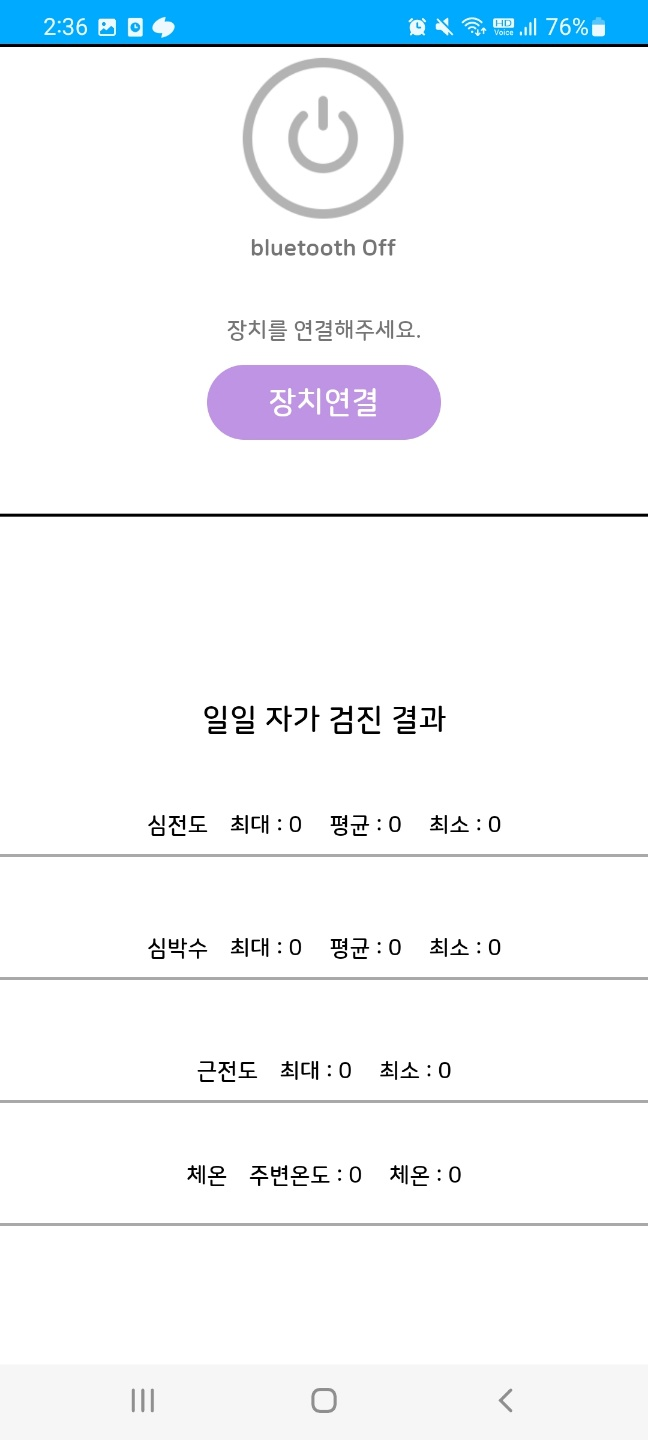 2:36 HD Voice 76%
bluetooth Off
장치를 연결해주세요.
장치연결
일일 자가 검진 결과
심전도 최대 : 0 평균 : 0 최소 : 0
심박수 최대 : 0 평균 : 0 최소 : 0
근전도 최대 : 0 최소 : 0
체온 주변온도 : 0 체온 : 0